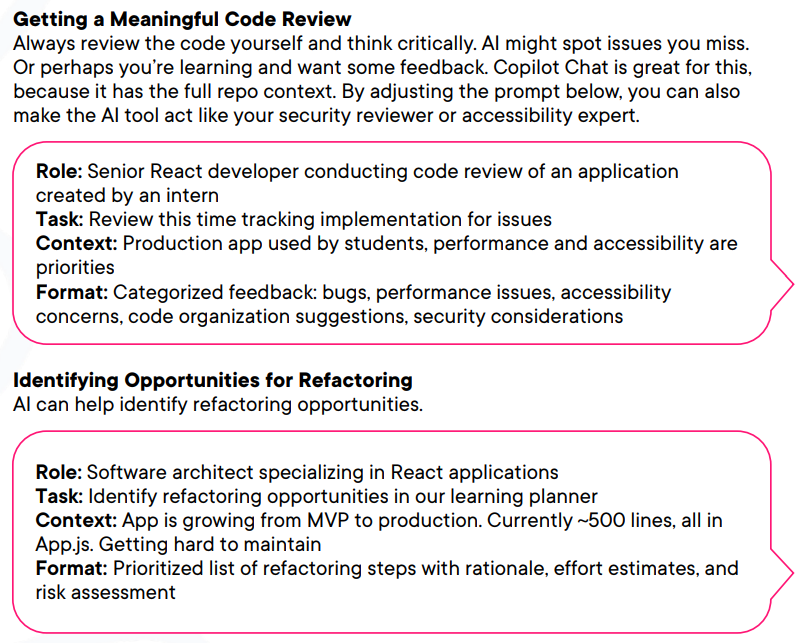 Getting a Meaningful Code Review
Always review the code yourself and think critically. AI might spot issues you miss.
Or perhaps you’re learning and want some feedback. Copilot Chat is great for this,
because it has the full repo context. By adjusting the prompt below, you can also
make the AI tool act like your security reviewer or accessibility expert.
Role: Senior React developer conducting code review of an application
created by an intern
Task: Review this time tracking implementation for issues
Context: Production app used by students, performance and accessibility are
priorities
Format: Categorized feedback: bugs, performance issues, accessibility
concerns, code organization suggestions, security considerations
Identifying Opportunities for Refactoring
AI can help identify refactoring opportunities.
Role: Software architect specializing in React applications
Task: Identify refactoring opportunities in our learning planner
Context: App is growing from MVP to production. Currently ~500 lines, all in
App.js. Getting hard to maintain
Format: Prioritized list of refactoring steps with rationale, effort estimates, and
risk assessment